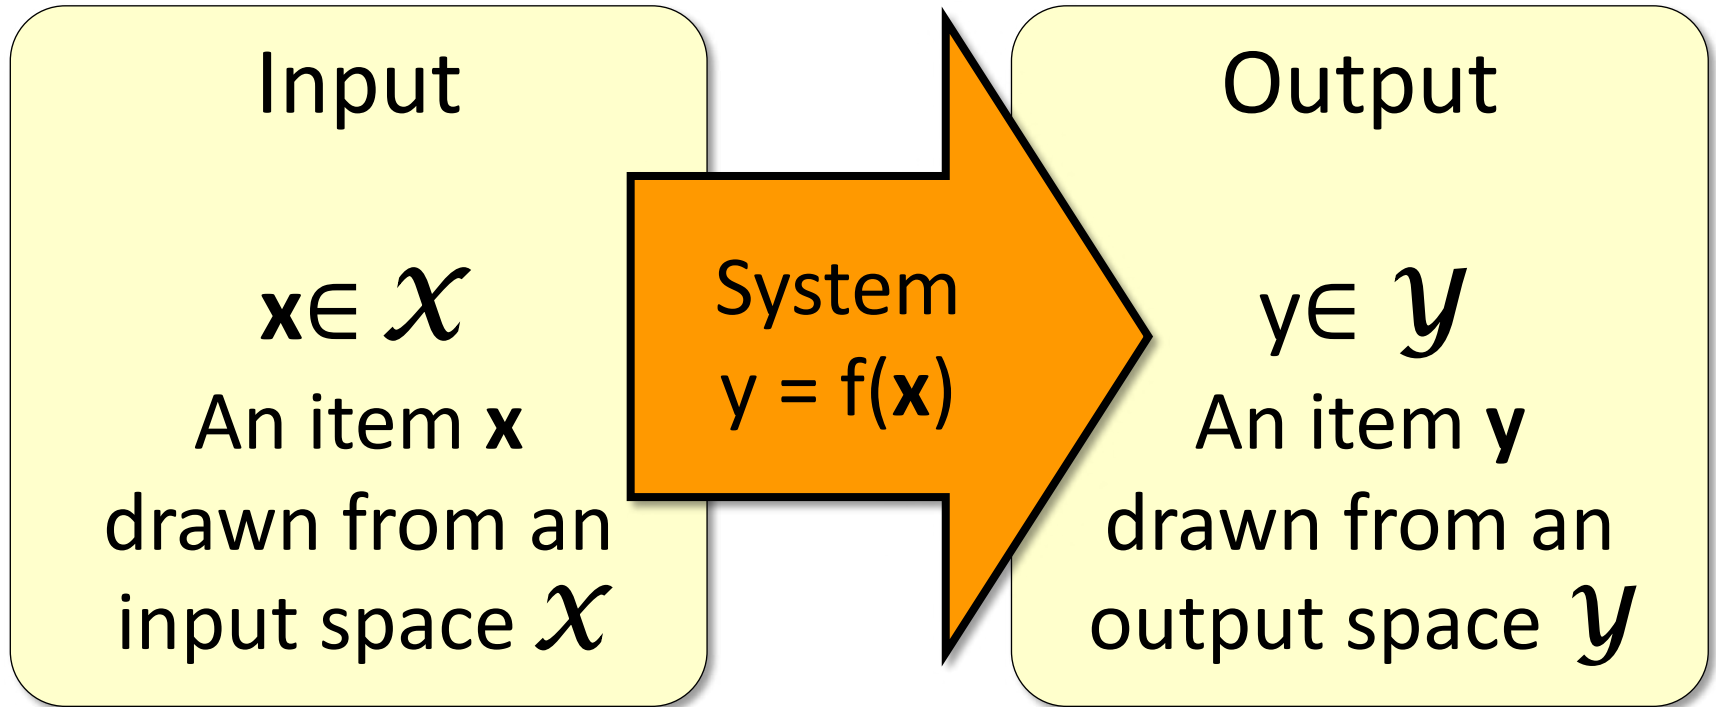 Input
x∈ 𝒳
An item x
drawn from an
input space 𝒳
System
y = f(x)
Output
y∈ 𝒴
An item y
drawn from an
output space 𝒴